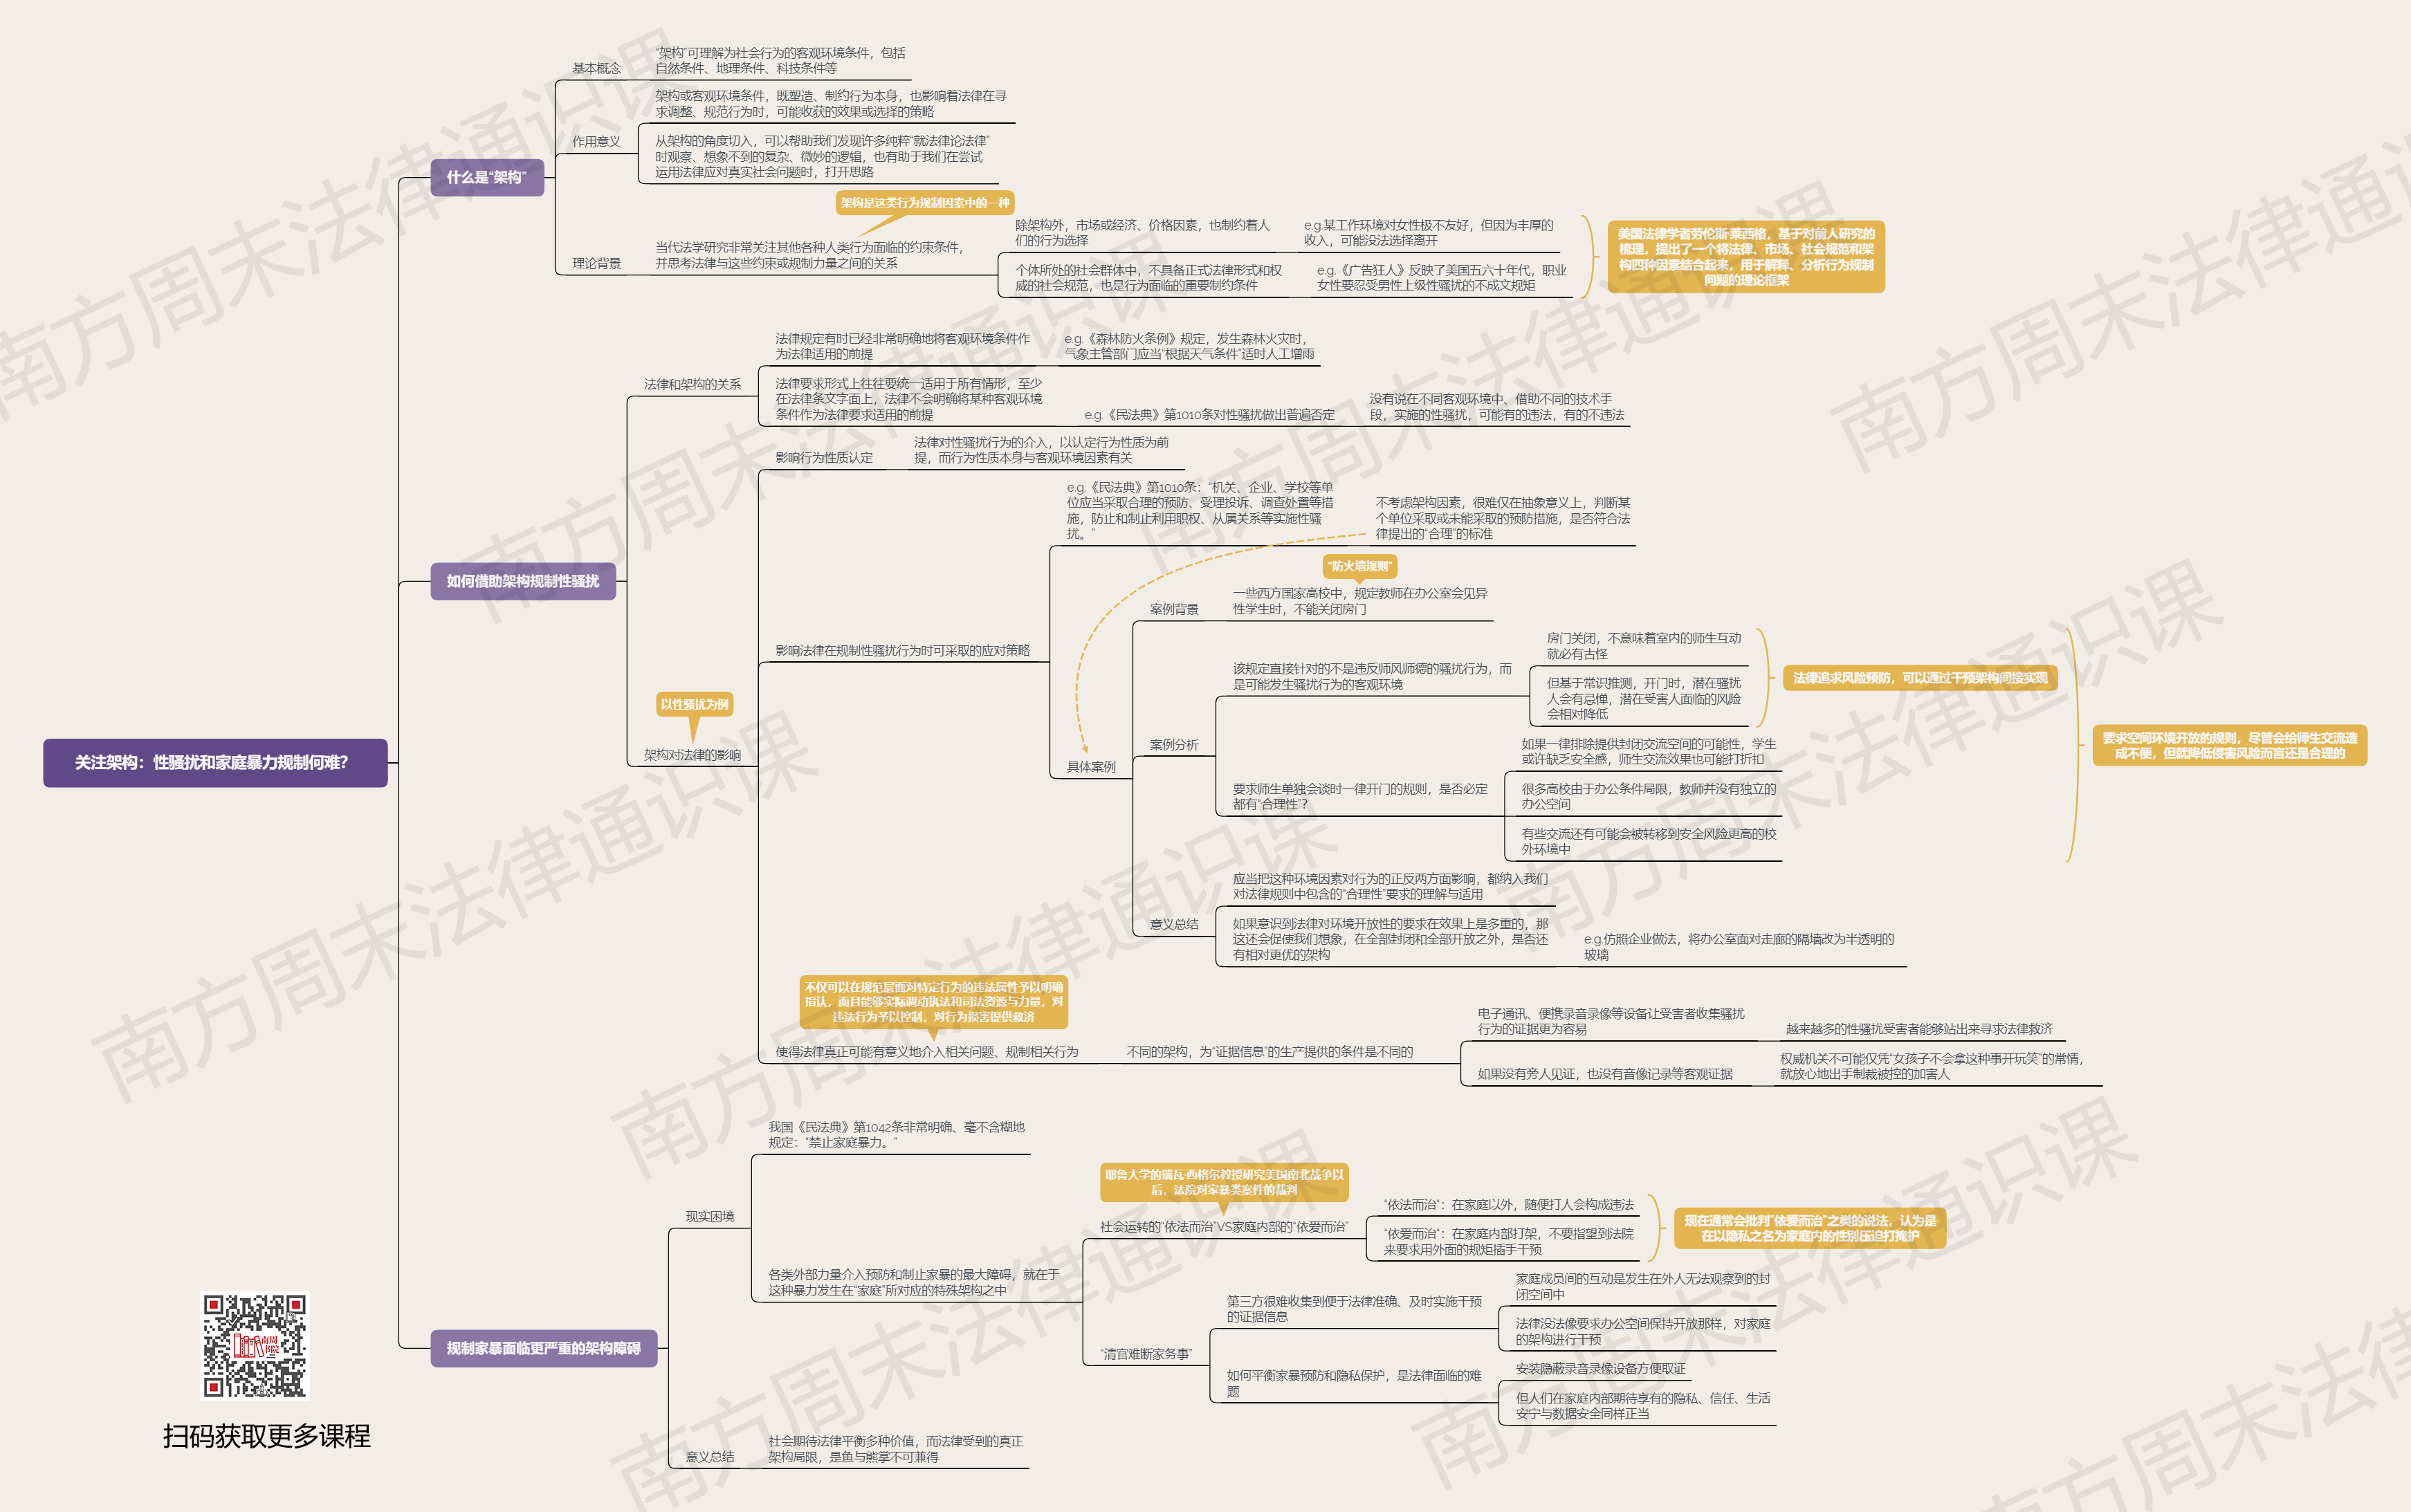 关注架构：性骚扰和家庭暴力规制何难？
什么是“架构”
基本概念
“架构”可理解为社会行为的客观环境条件，包括
自然条件、地理条件、科技条件等
作用意义
架构或客观环境条件，既塑造、制约行为本身，也影响着法律在寻
求调整、规范行为时，可能收获的效果或选择的策略
从架构的角度切入，可以帮助我们发现许多纯粹“就法律论法律”
时观察、想象不到的复杂、微妙的逻辑，也有助于我们在尝试
运用法律应对真实社会问题时，打开思路
理论背景
架构是这类行为规制因素中的一种
当代法学研究非常关注其他各种人类行为面临的约束条件，
并思考法律与这些约束或规制力量之间的关系
除架构外，市场或经济、价格因素，也制约着人
们的行为选择
e.g.某工作环境对女性极不友好，但因为丰厚的
收入，可能没法选择离开
个体所处的社会群体中，不具备正式法律形式和权
威的社会规范，也是行为面临的重要制约条件
e.g.《广告狂人》反映了美国五六十年代，职业
女性要忍受男性上级性骚扰的不成文规矩
美国法律学者劳伦斯·莱西格，基于对前人研究的
梳理，提出了一个将法律、市场、社会规范和架
构四种因素结合起来，用于解释、分析行为规制
问题的理论框架
如何借助架构规制性骚扰
法律和架构的关系
法律规定有时已经非常明确地将客观环境条件作
为法律适用的前提
e.g.《森林防火条例》规定，发生森林火灾时，
气象主管部门应当“根据天气条件”适时人工增雨
法律要求形式上往往要统一适用于所有情形，至少
在法律条文字面上，法律不会明确将某种客观环境
条件作为法律要求适用的前提
e.g.《民法典》第1010条对性骚扰做出普遍否定
没有说在不同客观环境中、借助不同的技术手
段，实施的性骚扰，可能有的违法，有的不违法
以性骚扰为例
架构对法律的影响
影响行为性质认定
法律对性骚扰行为的介入，以认定行为性质为前
提，而行为性质本身与客观环境因素有关
影响法律在规制性骚扰行为时可采取的应对策略
e.g.《民法典》第1010条：“机关、企业、学校等单
位应当采取合理的预防、受理投诉、调查处置等措
施，防止和制止利用职权、从属关系等实施性骚
扰。”
不考虑架构因素，很难仅在抽象意义上，判断某
个单位采取或未能采取的预防措施，是否符合法
律提出的“合理”的标准
具体案例
案例背景
“防火墙规则”
一些西方国家高校中，规定教师在办公室会见异
性学生时，不能关闭房门
案例分析
该规定直接针对的不是违反师风师德的骚扰行为，而
是可能发生骚扰行为的客观环境
房门关闭，不意味着室内的师生互动
就必有古怪
但基于常识推测，开门时，潜在骚扰
人会有忌惮，潜在受害人面临的风险
会相对降低
法律追求风险预防，可以通过干预架构间接实现
要求师生单独会谈时一律开门的规则，是否必定
都有“合理性”？
如果一律排除提供封闭交流空间的可能性，学生
或许缺乏安全感，师生交流效果也可能打折扣
很多高校由于办公条件局限，教师并没有独立的
办公空间
有些交流还有可能会被转移到安全风险更高的校
外环境中
要求空间环境开放的规则，尽管会给师生交流造
成不便，但就降低侵害风险而言还是合理的
意义总结
应当把这种环境因素对行为的正反两方面影响，都纳入我们
对法律规则中包含的“合理性”要求的理解与适用
如果意识到法律对环境开放性的要求在效果上是多重的，那
这还会促使我们想象，在全部封闭和全部开放之外，是否还
有相对更优的架构
e.g.仿照企业做法，将办公室面对走廊的隔墙改为半透明的
玻璃
不仅可以在规范层面对特定行为的违法属性予以明确
指认，而且能够实际调动执法和司法资源与力量，对
违法行为予以控制，对行为损害提供救济
使得法律真正可能有意义地介入相关问题、规制相关行为
不同的架构，为“证据信息”的生产提供的条件是不同的
电子通讯、便携录音录像等设备让受害者收集骚扰
行为的证据更为容易
越来越多的性骚扰受害者能够站出来寻求法律救济
如果没有旁人见证，也没有音像记录等客观证据
权威机关不可能仅凭“女孩子不会拿这种事开玩笑”的常情，
就放心地出手制裁被控的加害人
规制家暴面临更严重的架构障碍
现实困境
我国《民法典》第1042条非常明确、毫不含糊地
规定：“禁止家庭暴力。”
各类外部力量介入预防和制止家暴的最大障碍，就在于
这种暴力发生在“家庭”所对应的特殊架构之中
耶鲁大学的瑞瓦·西格尔教授研究美国南北战争以
后，法院对家暴类案件的裁判
社会运转的“依法而治”VS家庭内部的“依爱而治”
“依法而治”：在家庭以外，随便打人会构成违法
“依爱而治”：在家庭内部打架，不要指望到法院
来要求用外面的规矩插手干预
现在通常会批判“依爱而治”之类的说法，认为是
在以隐私之名为家庭内的性别压迫打掩护
“清官难断家务事”
第三方很难收集到便于法律准确、及时实施干预
的证据信息
家庭成员间的互动是发生在外人无法观察到的封
闭空间中
法律没法像要求办公空间保持开放那样，对家庭
的架构进行干预
如何平衡家暴预防和隐私保护，是法律面临的难
题
安装隐蔽录音录像设备方便取证
但人们在家庭内部期待享有的隐私、信任、生活
安宁与数据安全同样正当
意义总结
社会期待法律平衡多种价值，而法律受到的真正
架构局限，是鱼与熊掌不可兼得
南周
书院
扫码获取更多课程
南方周末法律通识课
南方周末法律通识课
南方周末法律通识课
南方周末法律通识课
南方周末法律通识课
南方周末法律通识课
南方周末法律通识课
南方周末法律通识课
南方周末法律通识课
南方周末法律